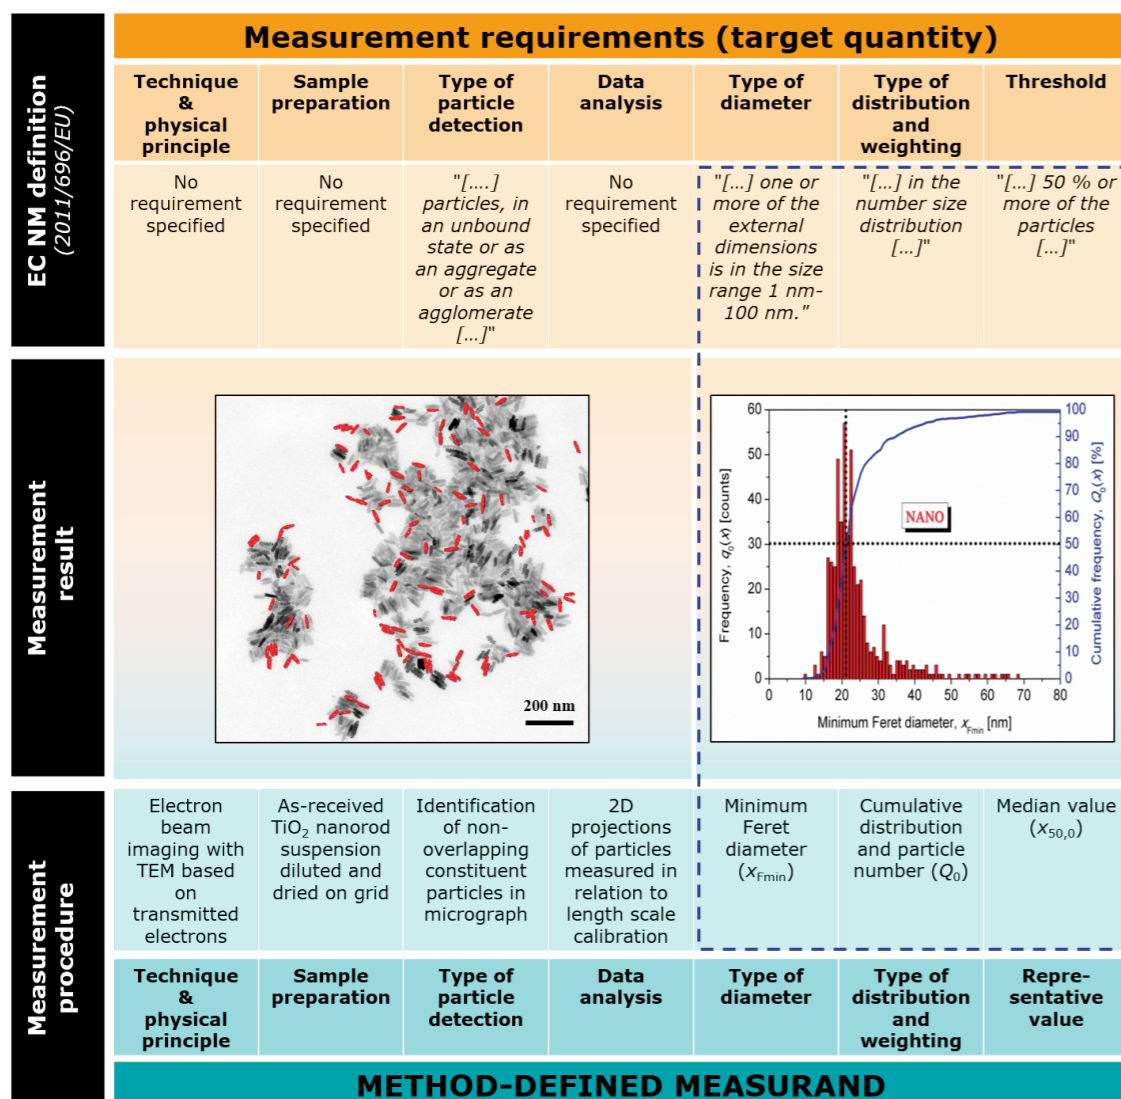 Measurement requirements (target quantity)
EC NM definition
(2011/696/EU)
Technique
&
physical
principle
Sample
preparation
Type of
particle
detection
Data
analysis
Type of
diameter
Type of
distribution
and
weighting
Threshold
No
requirement
specified
No
requirement
specified
"[....]
particles, in
an unbound
state or as
an aggregate
or as an
agglomerate
[...]"
No
requirement
specified
"[...] one or
more of the
external
dimensions
is in the size
range 1 nm-
100 nm."
"[...] in the
number size
distribution
[...]"
"[...] 50 % or
more of the
particles
[...]"
Measurement
result
200 nm
Frequency, q0(x) [counts]
60
50
40
30
20
10
0
NANO
100
90
80
70
60
50
40
30
20
10
0
Cumulative frequency, Q0(x) [%]
0 10 20 30 40 50 60 70 80
Minimum Feret diameter, xFmin [nm]
Measurement
procedure
Electron
beam
imaging with
TEM based
on
transmitted
electrons
As-received
TiO2 nanorod
suspension
diluted and
dried on grid
Identification
of non-
overlapping
constituent
particles in
micrograph
2D
projections
of particles
measured in
relation to
length scale
calibration
Minimum
Feret
diameter
(xFmin)
Cumulative
distribution
and particle
number (Q0)
Median value
(x50,0)
Technique
&
physical
principle
Sample
preparation
Type of
particle
detection
Data
analysis
Type of
diameter
Type of
distribution
and
weighting
Repre-
sentative
value
METHOD-DEFINED MEASURAND